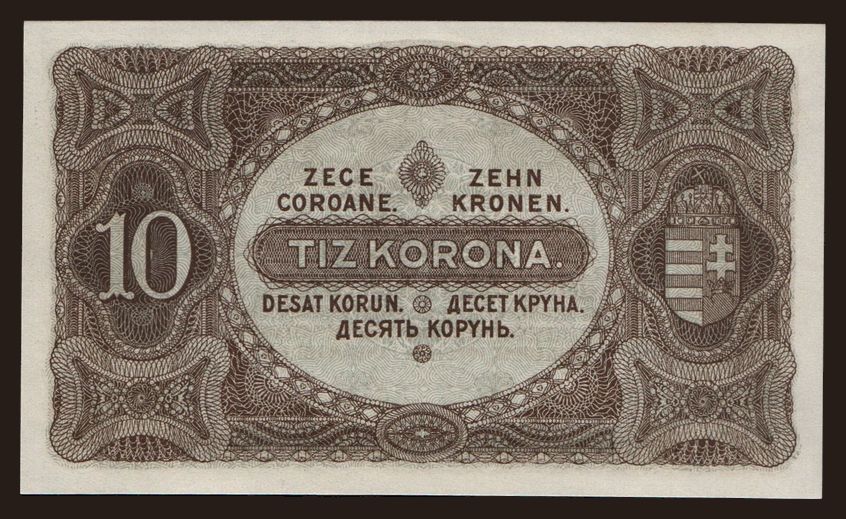 ZECE COROANE.
ZEHN KRONEN.
10
TIZ KORONA.
DESAT KORUN. ДЕСЕТ КРУНА.
ДЕСЯТЬ КОРУНЬ.